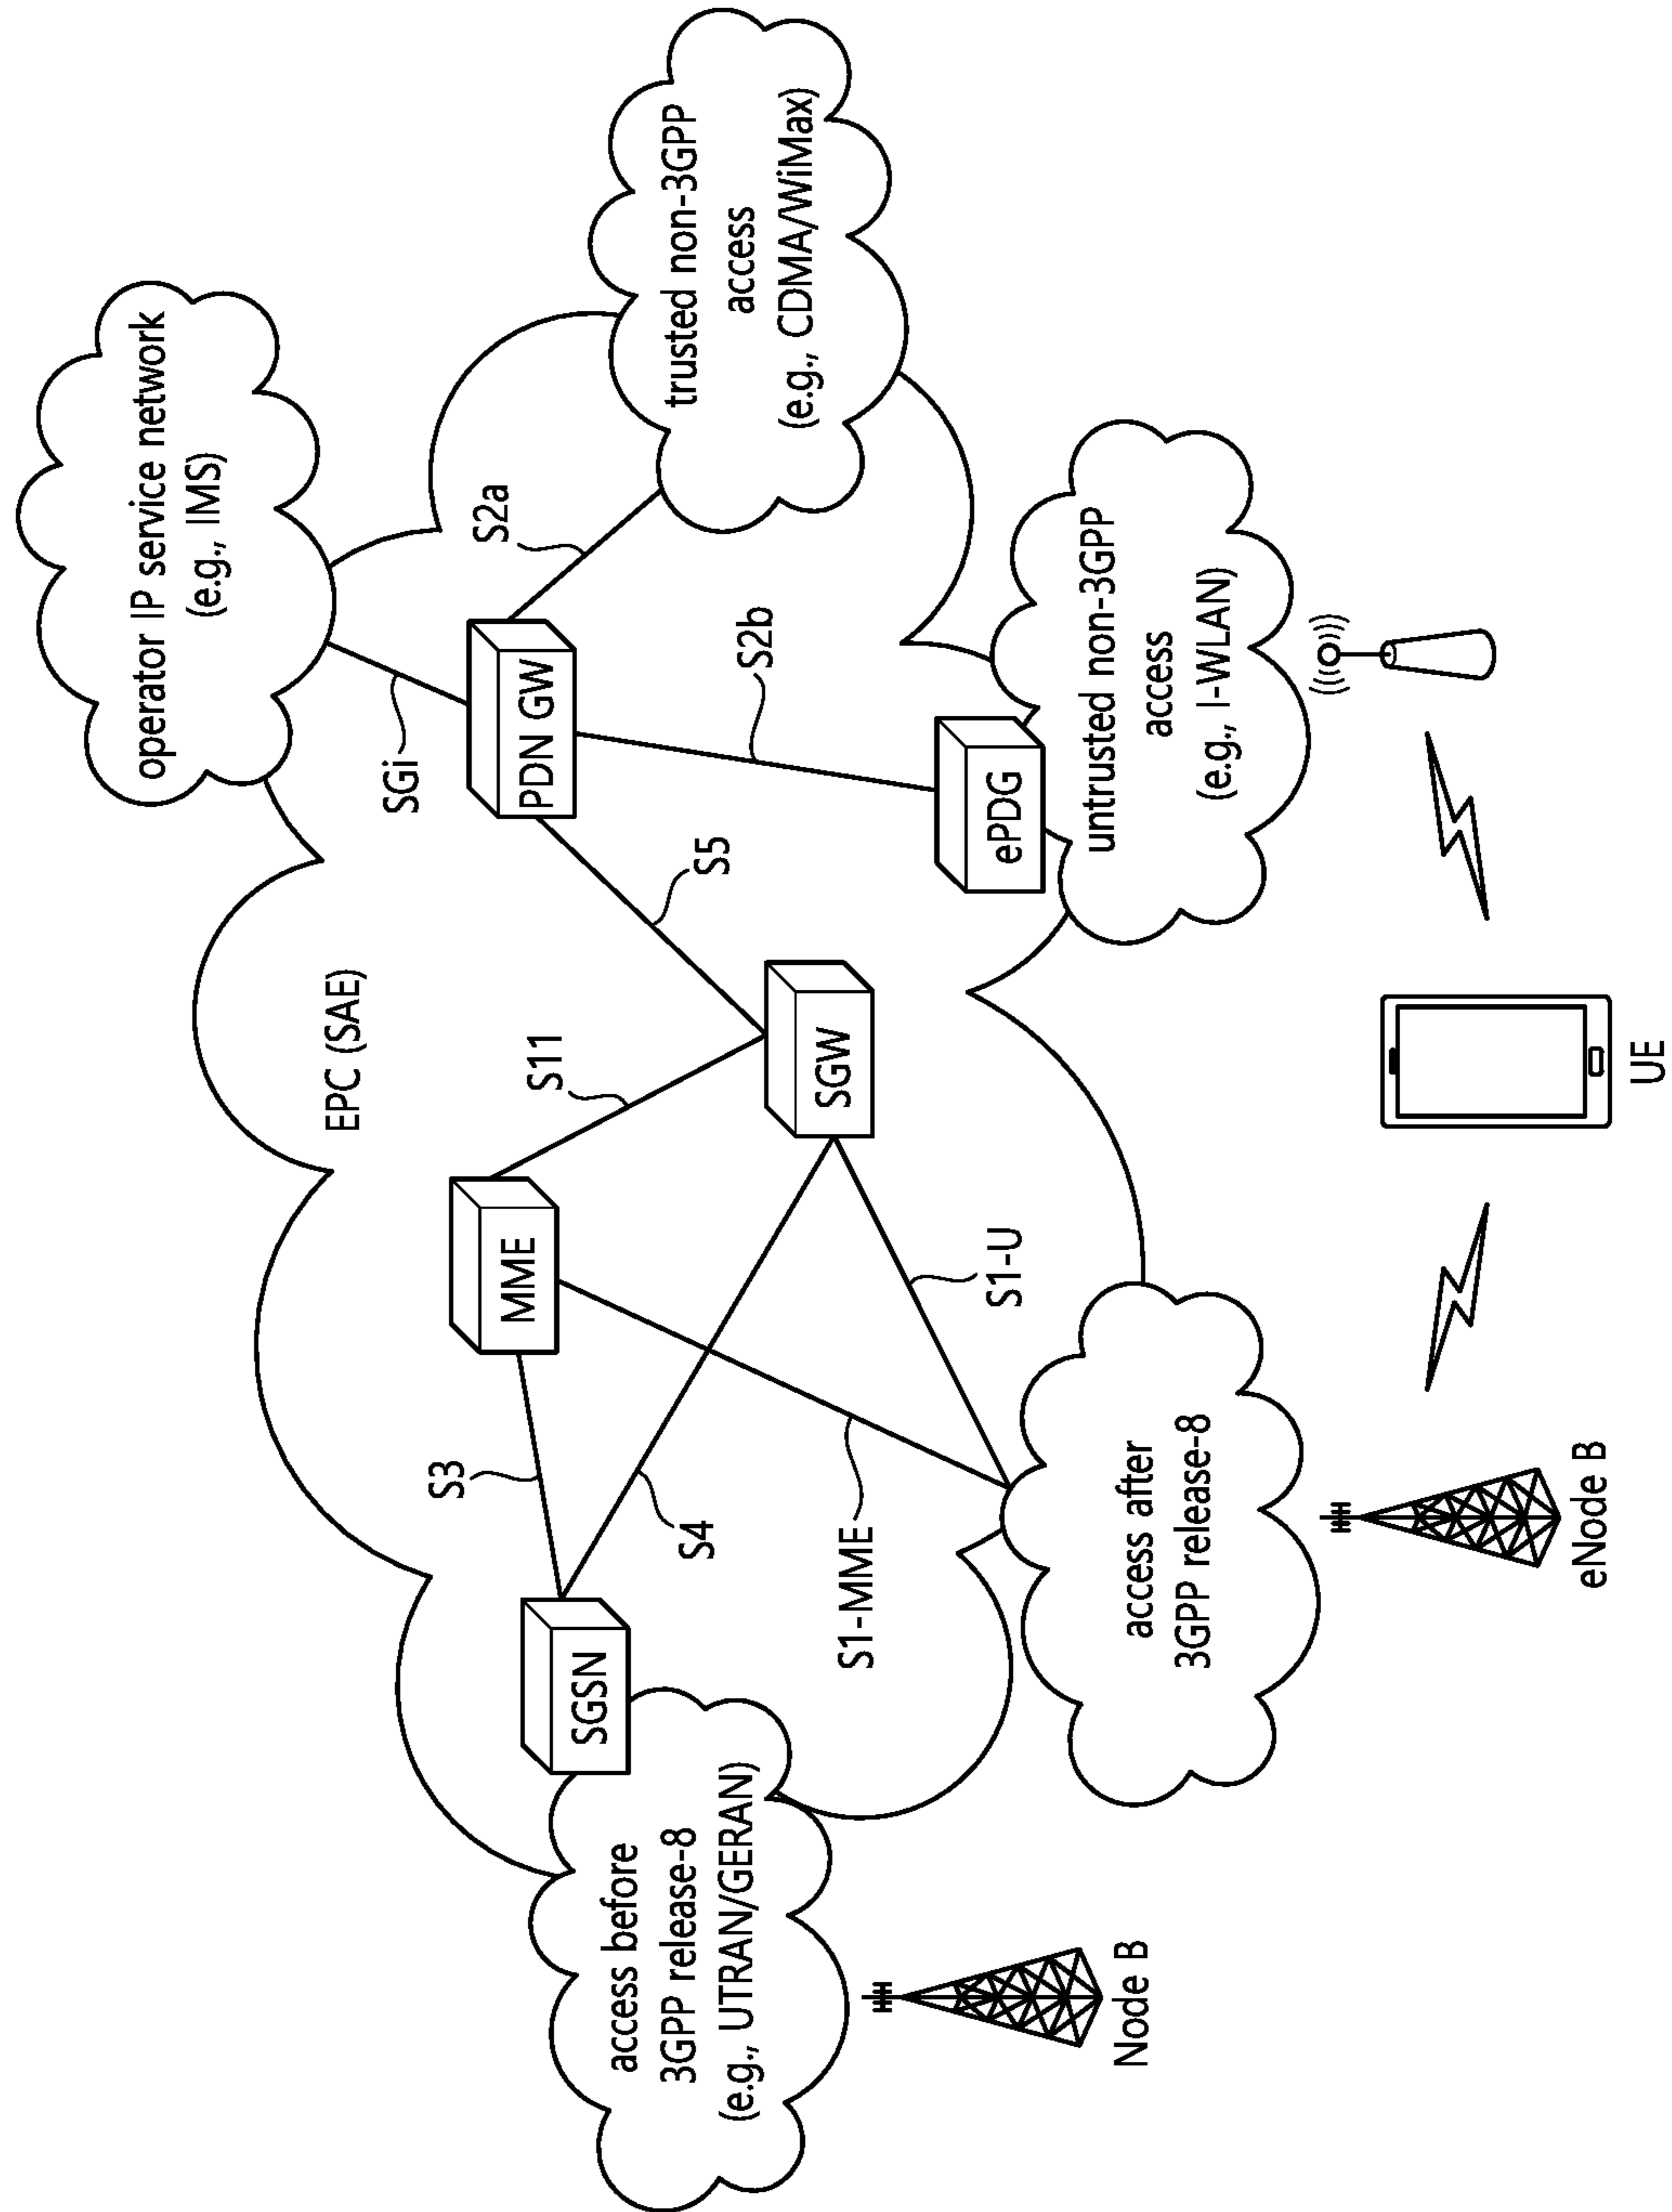 operator IP service network
(e.g., IMS)
SGi
S2a
EPC (SAE)
PDN GW
trusted non-3GPP
access
(e.g., CDMA/WiMax)
S11
S5
S2b
MME
S3
SGSN
SGW
S4
ePDG
access before
3GPP release-8
(e.g., UTRAN/GERAN)
S1-MME
S1-U
untrusted non-3GPP
access
(e.g., I-WLAN)
access after
3GPP release-8
Node B
eNode B
UE